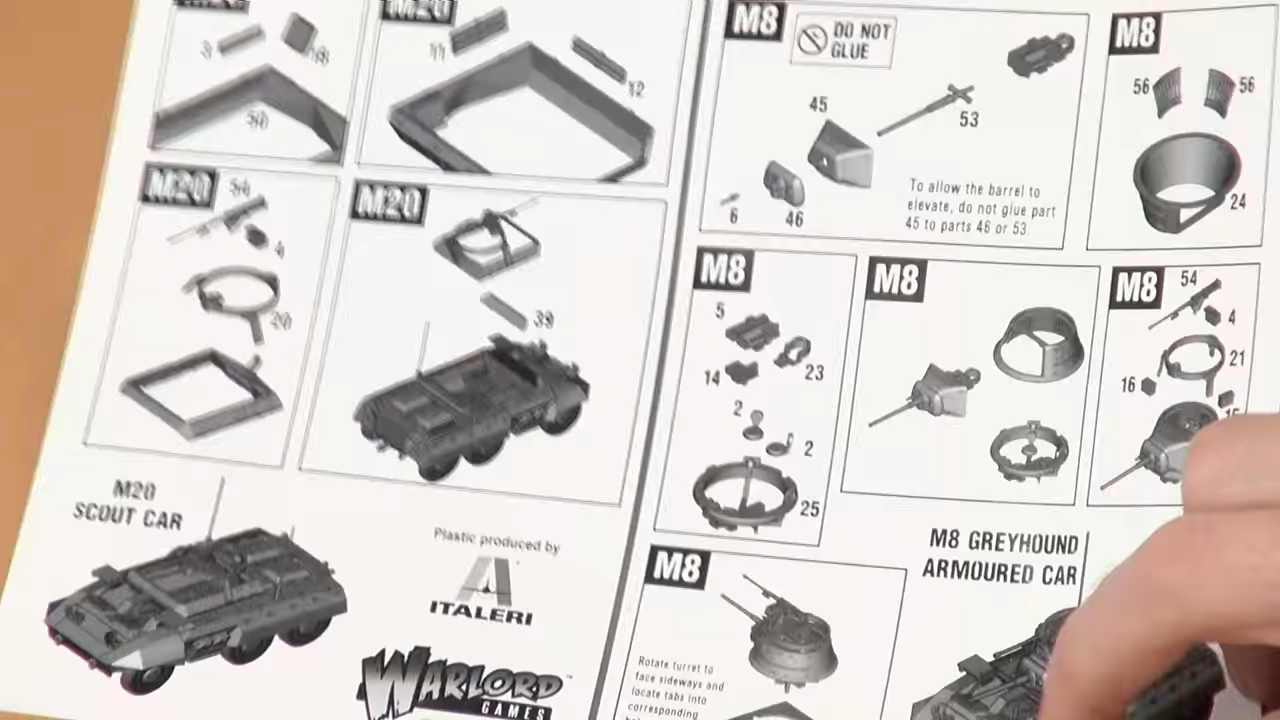 M20
3
18
50
M20
11
12
M20
54
4
20
M20
39
M20
SCOUT CAR
Plastic produced by
ITALERI
WARLORD
GAMES
M8
DO NOT
GLUE
45
53
6
46
To allow the barrel to
elevate, do not glue part
45 to parts 46 or 53.
M8
56
56
24
M8
5
14
23
2
2
25
M8
M8
54
4
21
16
15
M8
Rotate turret to
face sideways and
locate tabs into
corresponding
M8 GREYHOUND
ARMOURED CAR